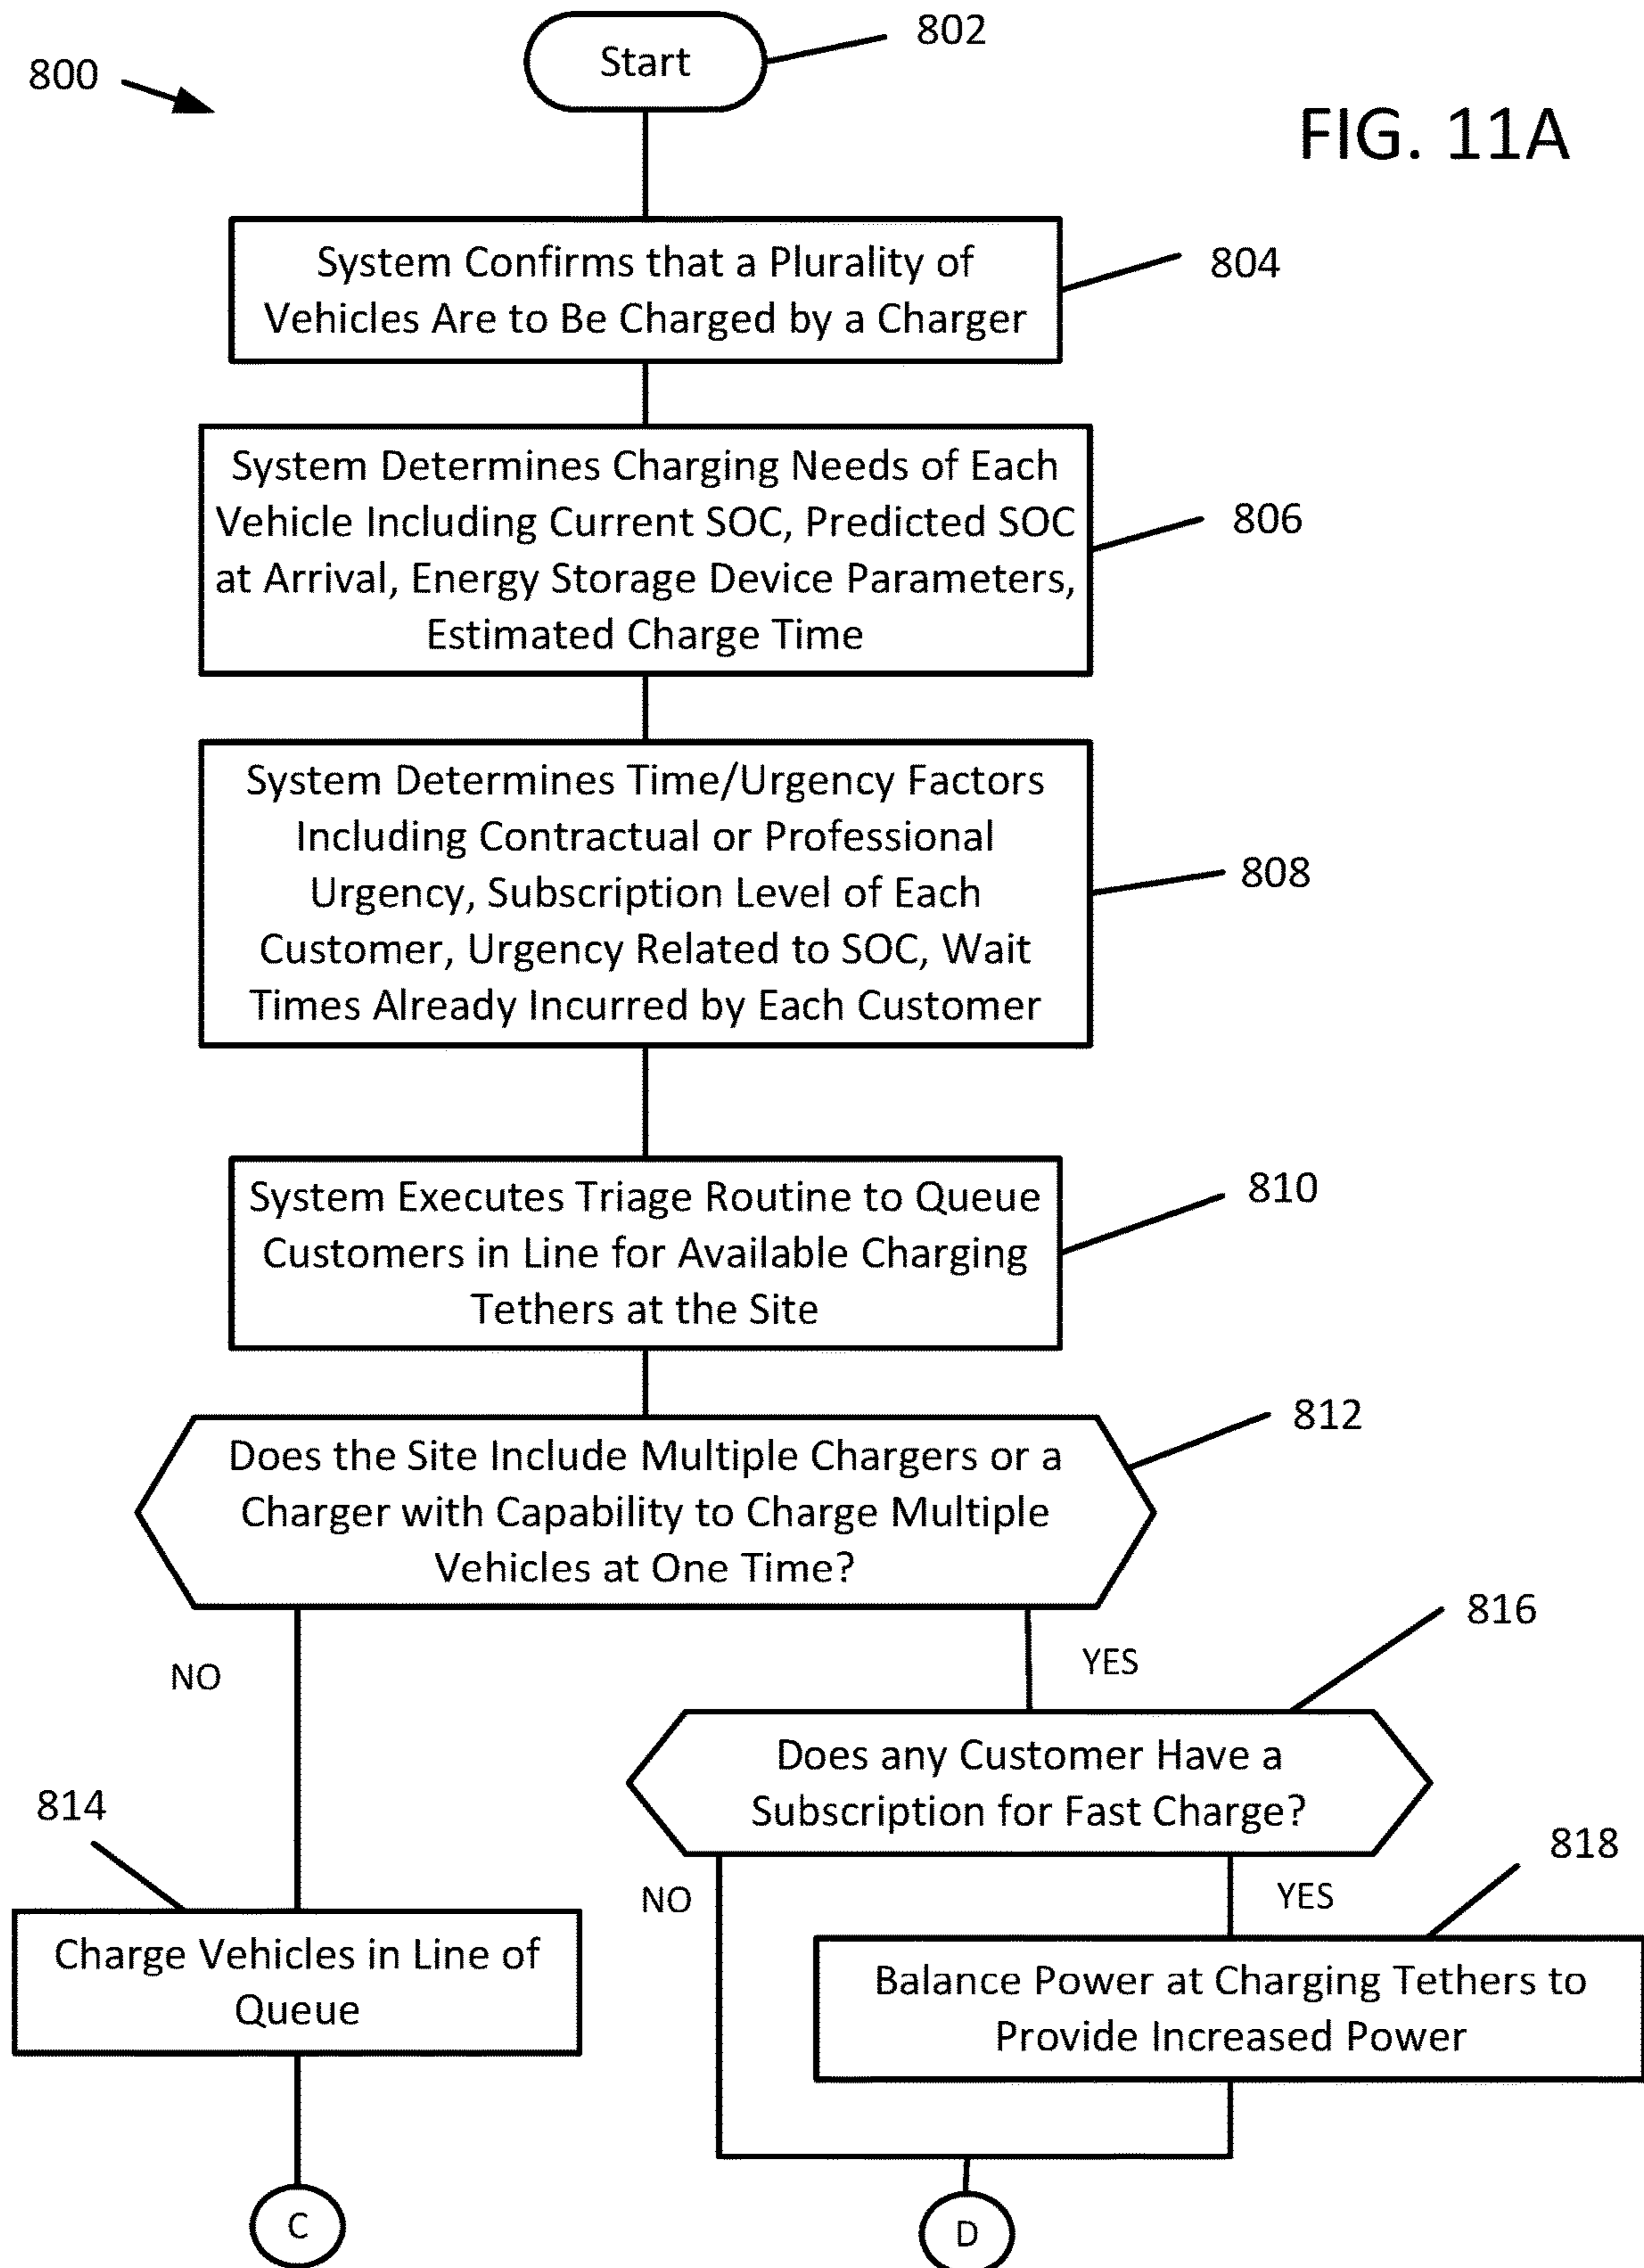 Start
802
800
FIG. 11A
System Confirms that a Plurality of
Vehicles Are to Be Charged by a Charger
804
System Determines Charging Needs of Each
Vehicle Including Current SOC, Predicted SOC
at Arrival, Energy Storage Device Parameters,
Estimated Charge Time
806
System Determines Time/Urgency Factors
Including Contractual or Professional
Urgency, Subscription Level of Each
Customer, Urgency Related to SOC, Wait
Times Already Incurred by Each Customer
808
System Executes Triage Routine to Queue
Customers in Line for Available Charging
Tethers at the Site
810
Does the Site Include Multiple Chargers or a
Charger with Capability to Charge Multiple
Vehicles at One Time?
812
NO
YES
816
Does any Customer Have a
Subscription for Fast Charge?
814
Charge Vehicles in Line of
Queue
NO
YES
818
Balance Power at Charging Tethers to
Provide Increased Power
C
D